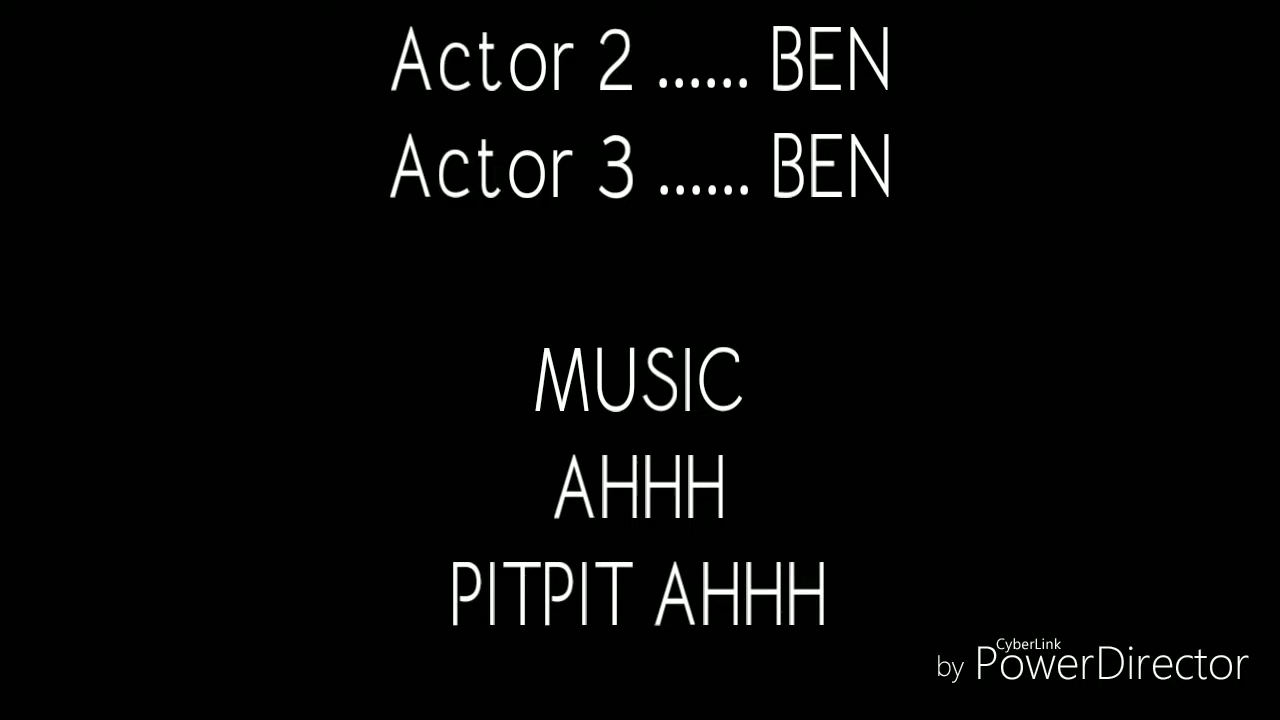 Actor 2 ...... BEN
Actor 3 ...... BEN
MUSIC
AHHH
PITPIT AHHH
CyberLink
by PowerDirector